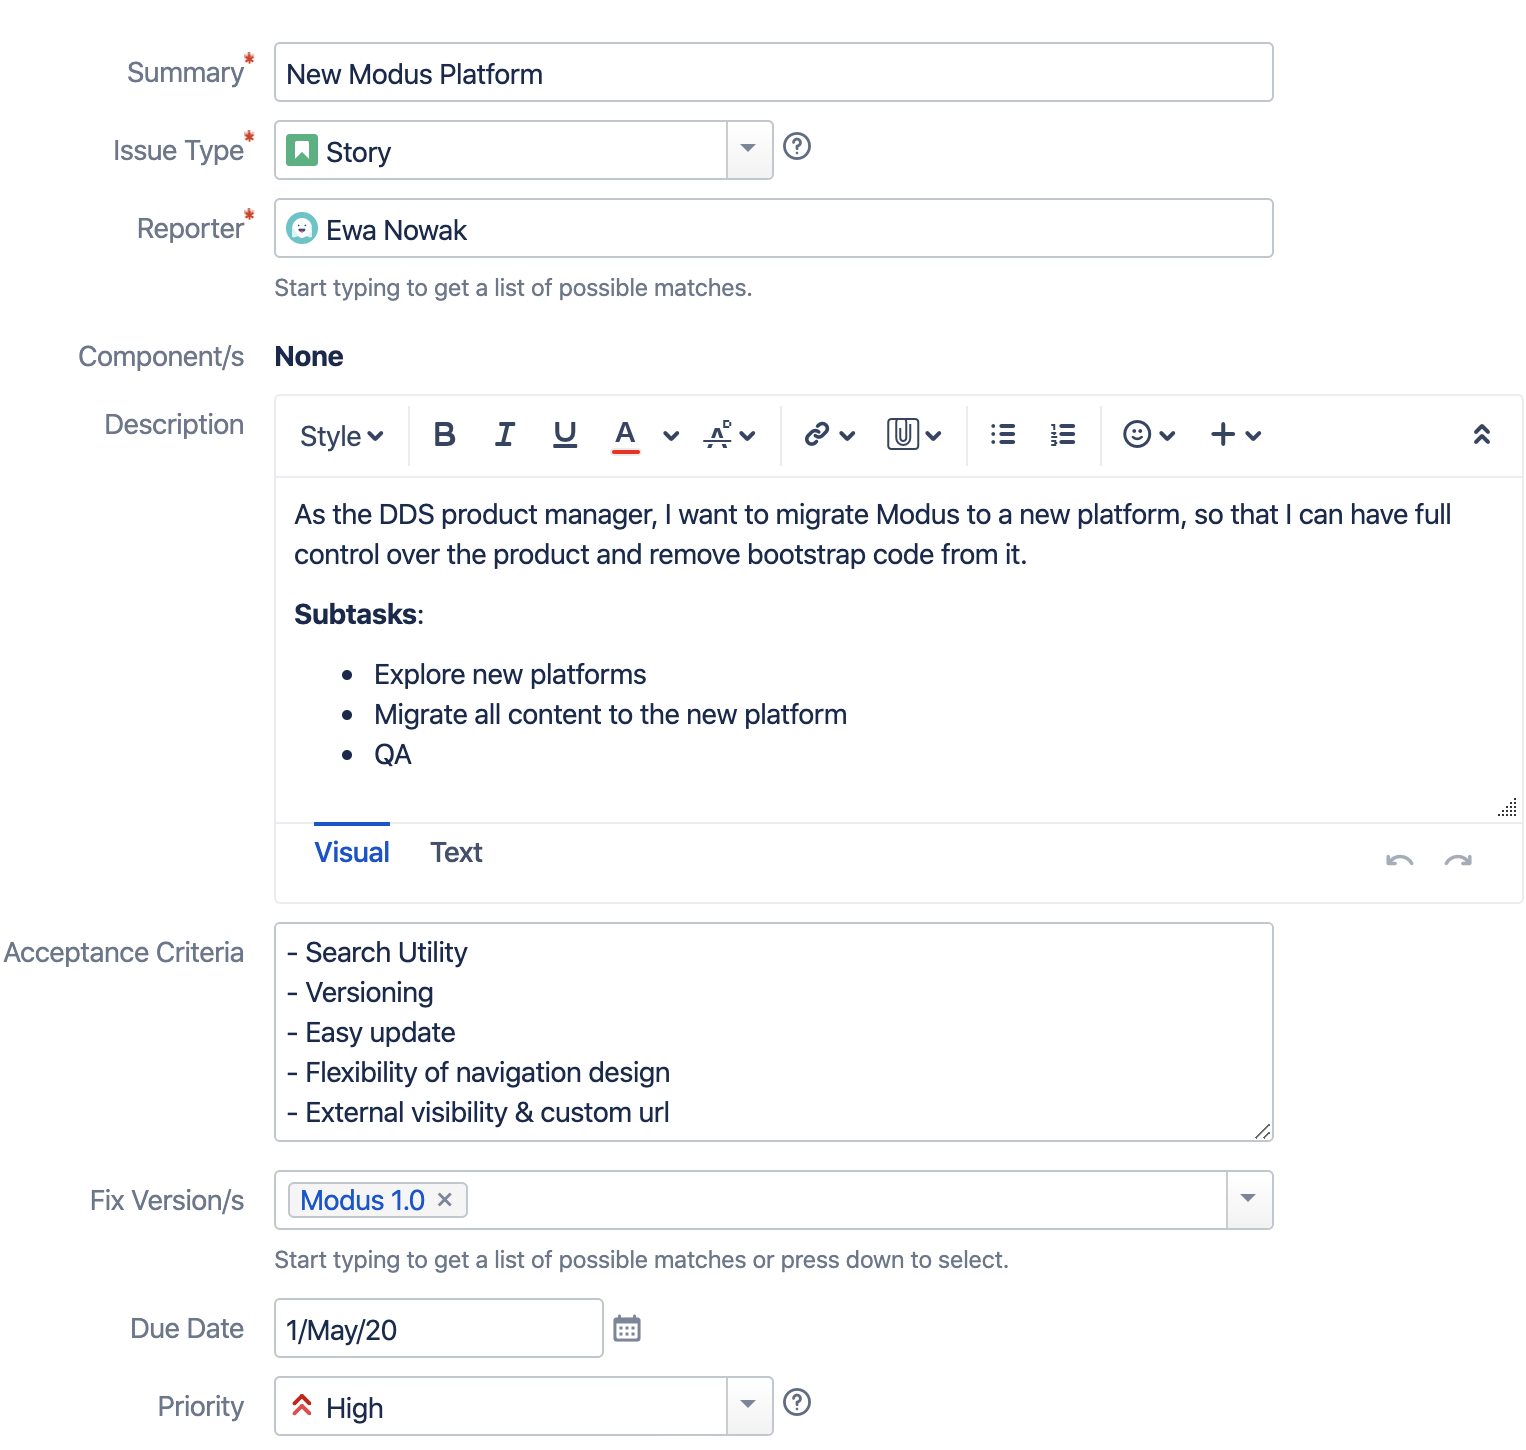 Summary*
New Modus Platform
Issue Type*
Story
Reporter*
Ewa Nowak
Start typing to get a list of possible matches.
Component/s
None
Description
Style B I U A
As the DDS product manager, I want to migrate Modus to a new platform, so that I can have full
control over the product and remove bootstrap code from it.
Subtasks:
• Explore new platforms
• Migrate all content to the new platform
• QA
Visual Text
Acceptance Criteria
- Search Utility
- Versioning
- Easy update
- Flexibility of navigation design
- External visibility & custom url
Fix Version/s
Modus 1.0 ×
Start typing to get a list of possible matches or press down to select.
Due Date
1/May/20
Priority
High